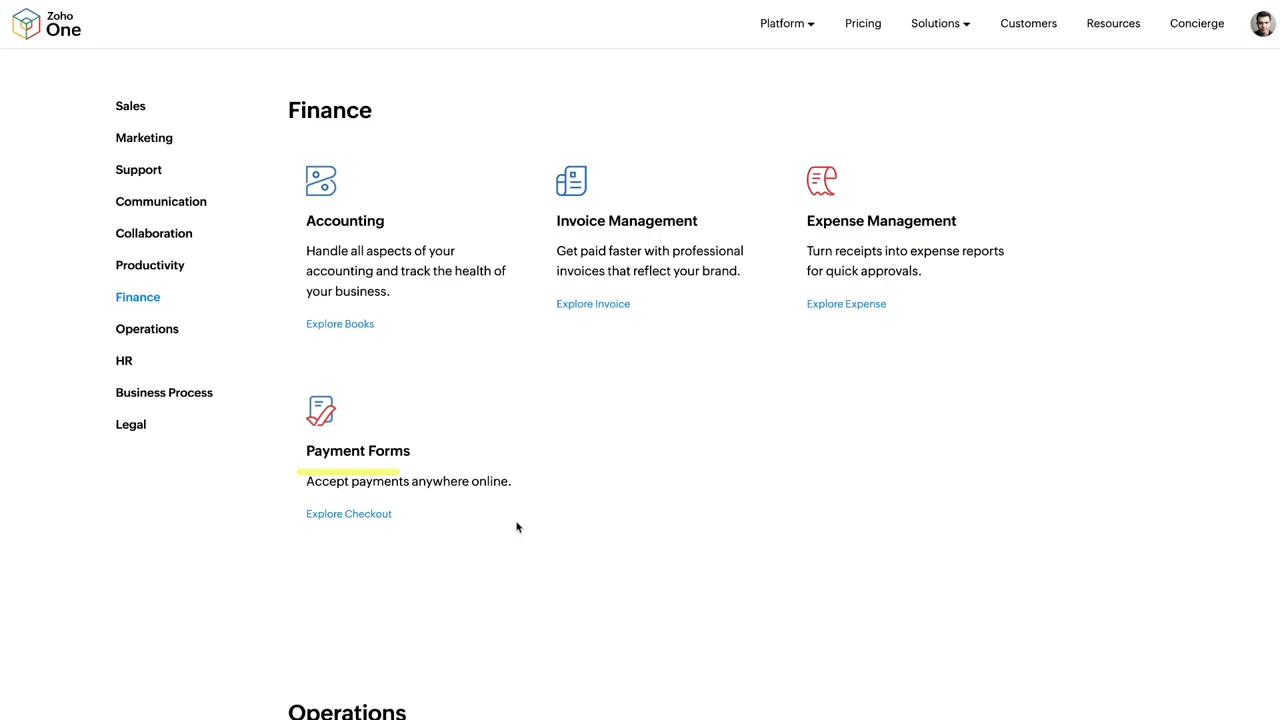 Zoho
One
Platform
Pricing
Solutions
Customers
Resources
Concierge
Sales
Marketing
Support
Communication
Collaboration
Productivity
Finance
Operations
HR
Business Process
Legal
Finance
Accounting
Handle all aspects of your
accounting and track the health of
your business.
Explore Books
Invoice Management
Get paid faster with professional
invoices that reflect your brand.
Explore Invoice
Expense Management
Turn receipts into expense reports
for quick approvals.
Explore Expense
Payment Forms
Accept payments anywhere online.
Explore Checkout
Operations